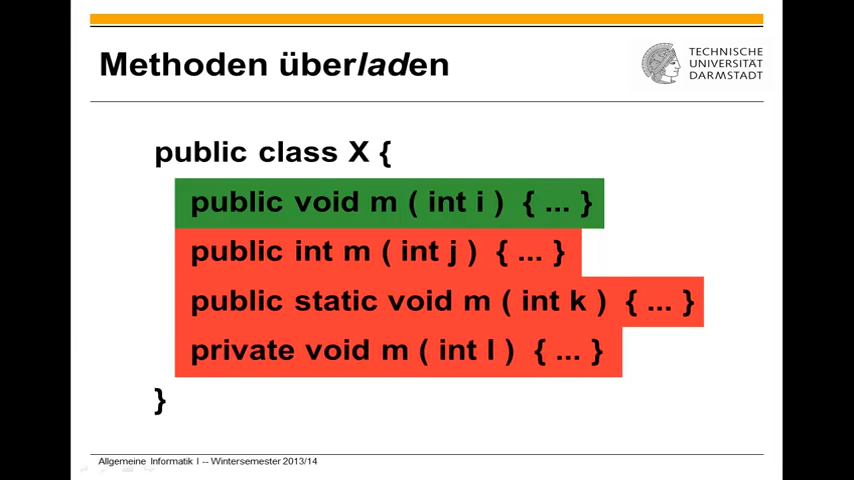 Methoden überladen
TECHNISCHE
UNIVERSITÄT
DARMSTADT
public class X {
public void m ( int i ) { ... }
public int m ( int j ) { ... }
public static void m ( int k ) { ... }
private void m ( int l ) { ... }
}
Allgemeine Informatik I -- Wintersemester 2013/14